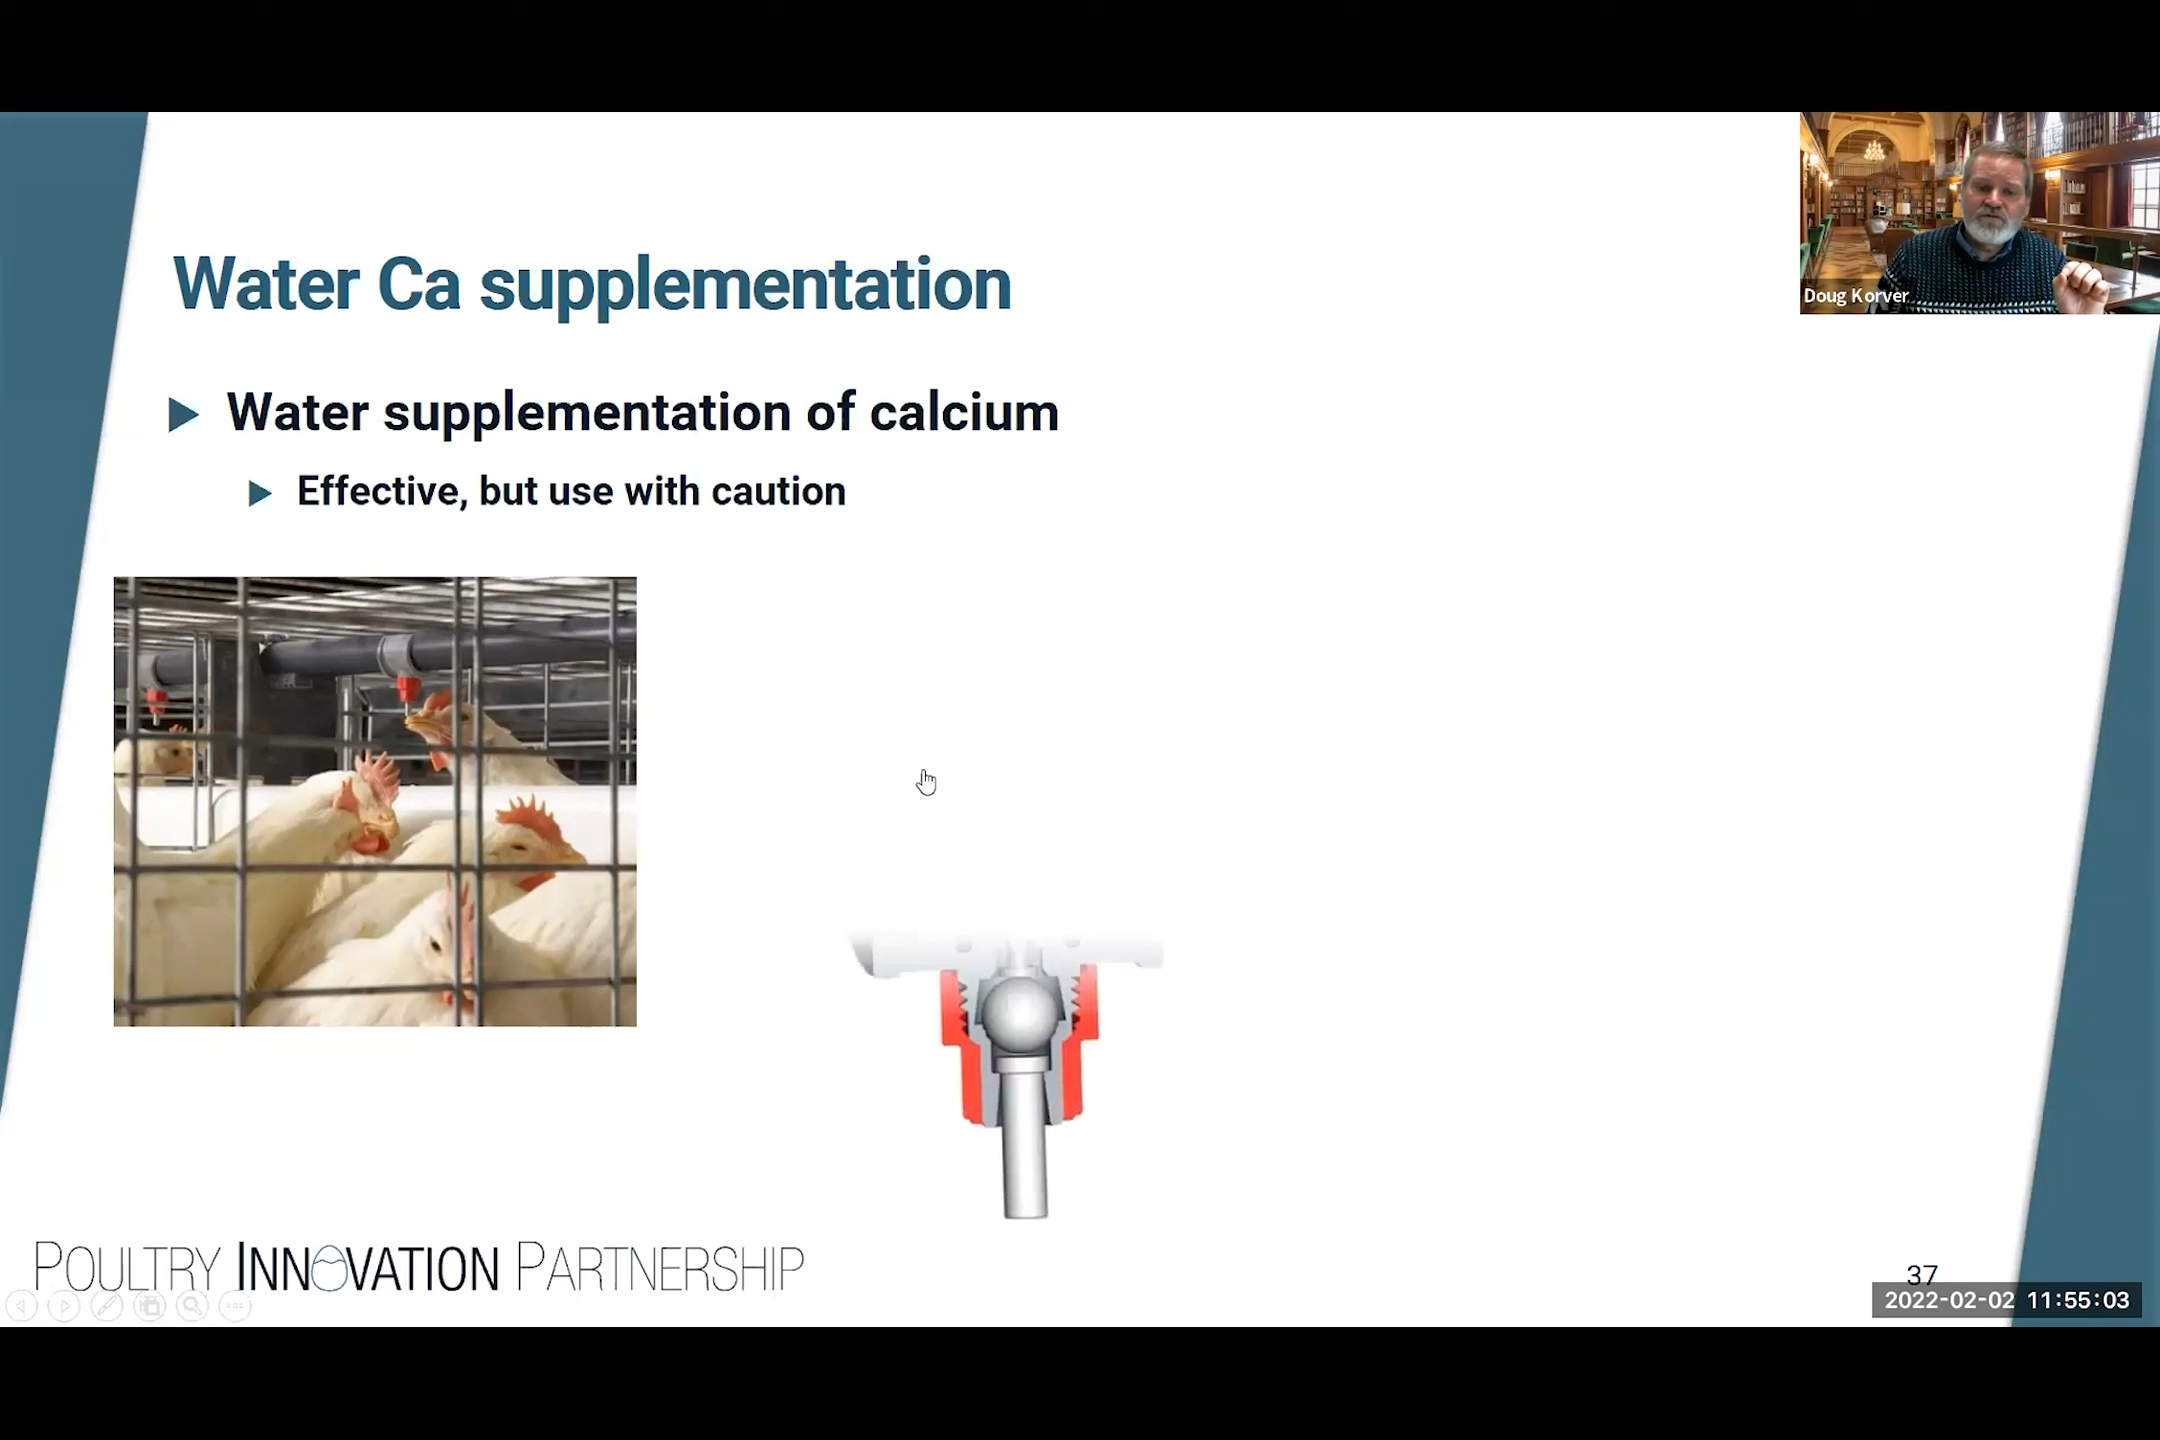 Water Ca supplementation
Doug Korver
Water supplementation of calcium
Effective, but use with caution
POULTRY INNOVATION PARTNERSHIP
37
2022-02-02 11:55:03